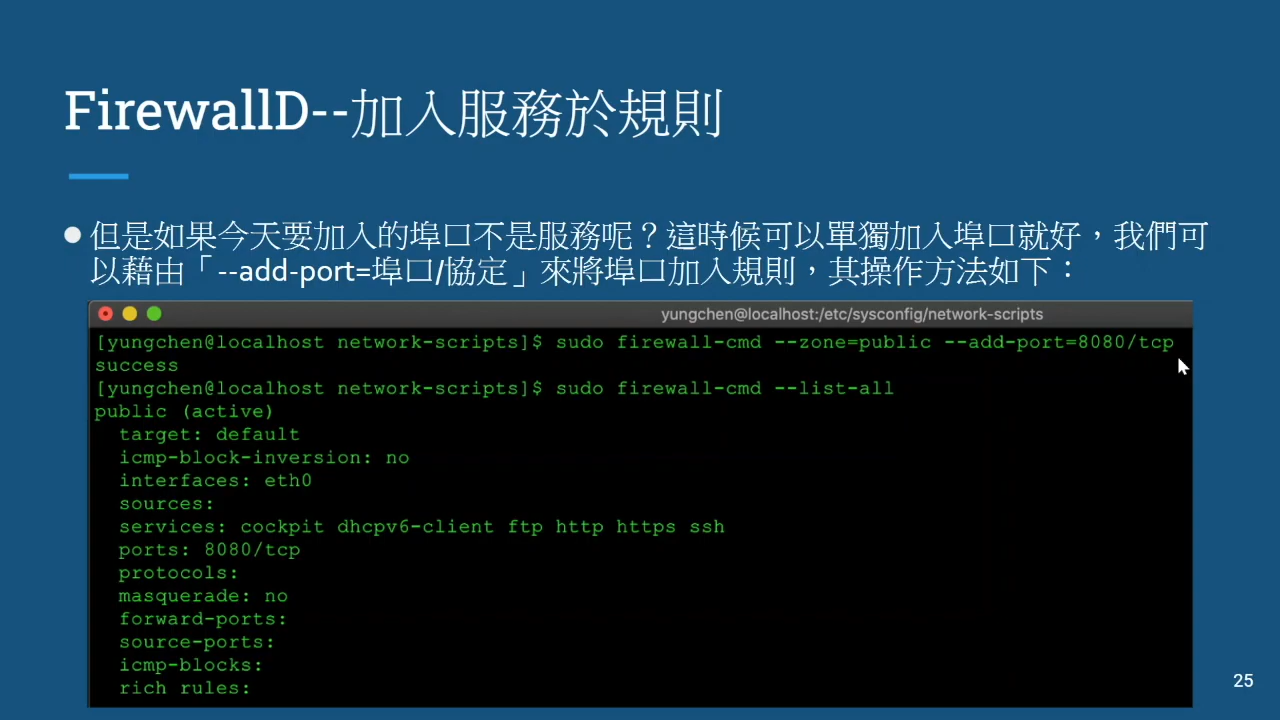 FirewallD--加入服務於規則
但是如果今天要加入的埠口不是服務呢？這時候可以單獨加入埠口就好，我們可
以藉由「--add-port=埠口/協定」來將埠口加入規則，其操作方法如下：
yungchen@localhost:/etc/sysconfig/network-scripts
[yungchen@localhost network-scripts]$ sudo firewall-cmd --zone=public --add-port=8080/tcp
success
[yungchen@localhost network-scripts]$ sudo firewall-cmd --list-all
public (active)
target: default
icmp-block-inversion: no
interfaces: eth0
sources:
services: cockpit dhcpv6-client ftp http https ssh
ports: 8080/tcp
protocols:
masquerade: no
forward-ports:
source-ports:
icmp-blocks:
rich rules:
25